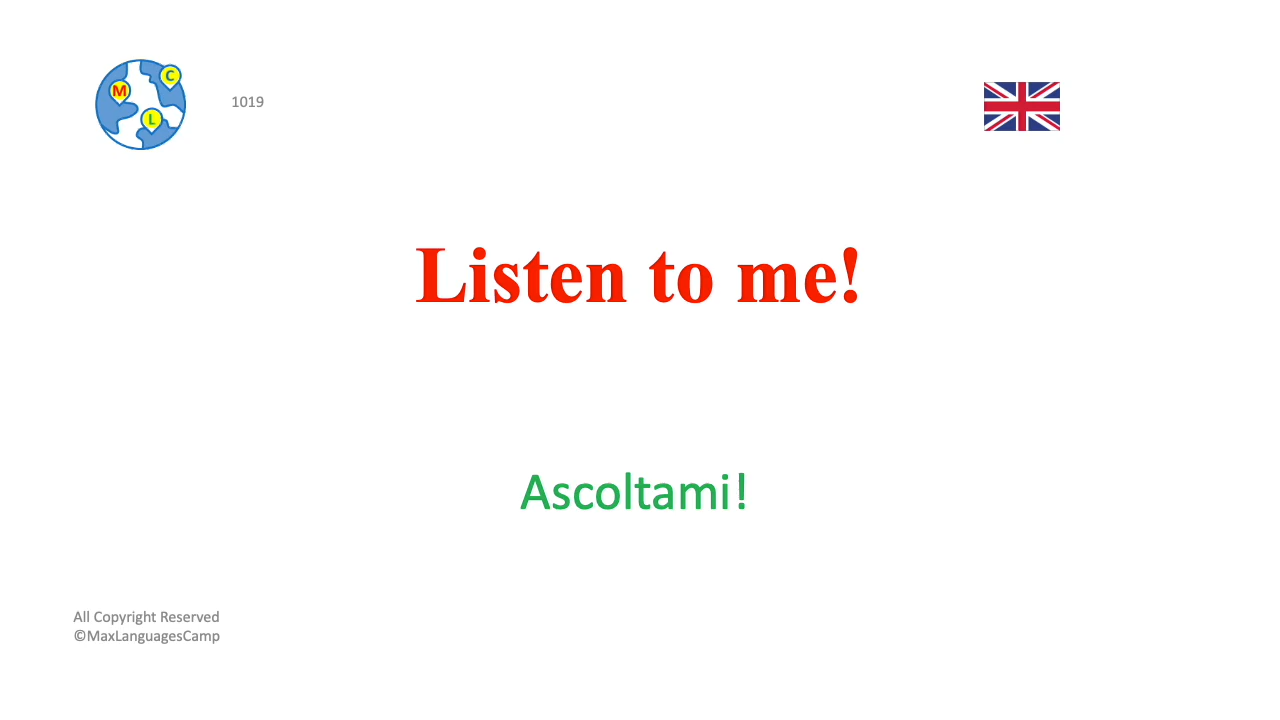 M
C
L
1019
Listen to me!
Ascoltami!
All Copyright Reserved
©MaxLanguagesCamp